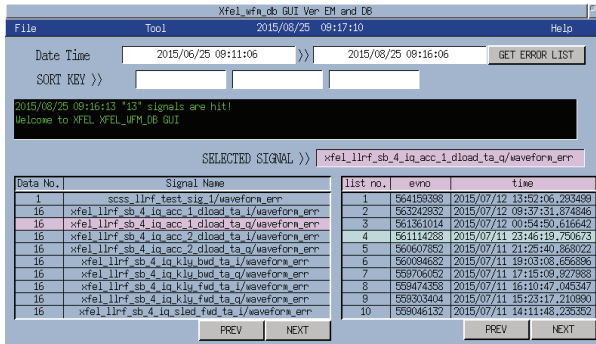 Xfel_wfm_db GUI Ver EM and DB
File Tool 2015/08/25 09:17:10 Help
Date Time 2015/06/25 09:11:06 》 2015/08/25 09:16:06 GET ERROR LIST
SORT KEY 》
2015/08/25 09:16:13 "13" signals are hit!
Welcome to XFEL XFEL_WFM_DB GUI
SELECTED SIGNAL 》 xfel_llrf_sb_4_iq_acc_1_dload_ta_q/waveform_err
Data No. Signal Name
1 scss_llrf_test_sig_1/waveform_err
16 xfel_llrf_sb_4_iq_acc_1_dload_ta_i/waveform_err
16 xfel_llrf_sb_4_iq_acc_1_dload_ta_q/waveform_err
16 xfel_llrf_sb_4_iq_acc_2_dload_ta_i/waveform_err
16 xfel_llrf_sb_4_iq_acc_2_dload_ta_q/waveform_err
16 xfel_llrf_sb_4_iq_kly_bwd_ta_i/waveform_err
16 xfel_llrf_sb_4_iq_kly_bwd_ta_q/waveform_err
16 xfel_llrf_sb_4_iq_kly_fwd_ta_i/waveform_err
16 xfel_llrf_sb_4_iq_kly_fwd_ta_q/waveform_err
16 xfel_llrf_sb_4_iq_sled_fwd_ta_i/waveform_err
PREV NEXT
list no. evno time
1 564159398 2015/07/12 13:52:06.293499
2 563242932 2015/07/12 09:37:31.874846
3 561361014 2015/07/12 00:54:50.616642
4 561114288 2015/07/11 23:46:19.750673
5 560607852 2015/07/11 21:25:40.868022
6 560094682 2015/07/11 19:03:08.656896
7 559706052 2015/07/11 17:15:09.927988
8 559474358 2015/07/11 16:10:47.045347
9 559303404 2015/07/11 15:23:17.210990
10 559046132 2015/07/11 14:11:48.235352
PREV NEXT